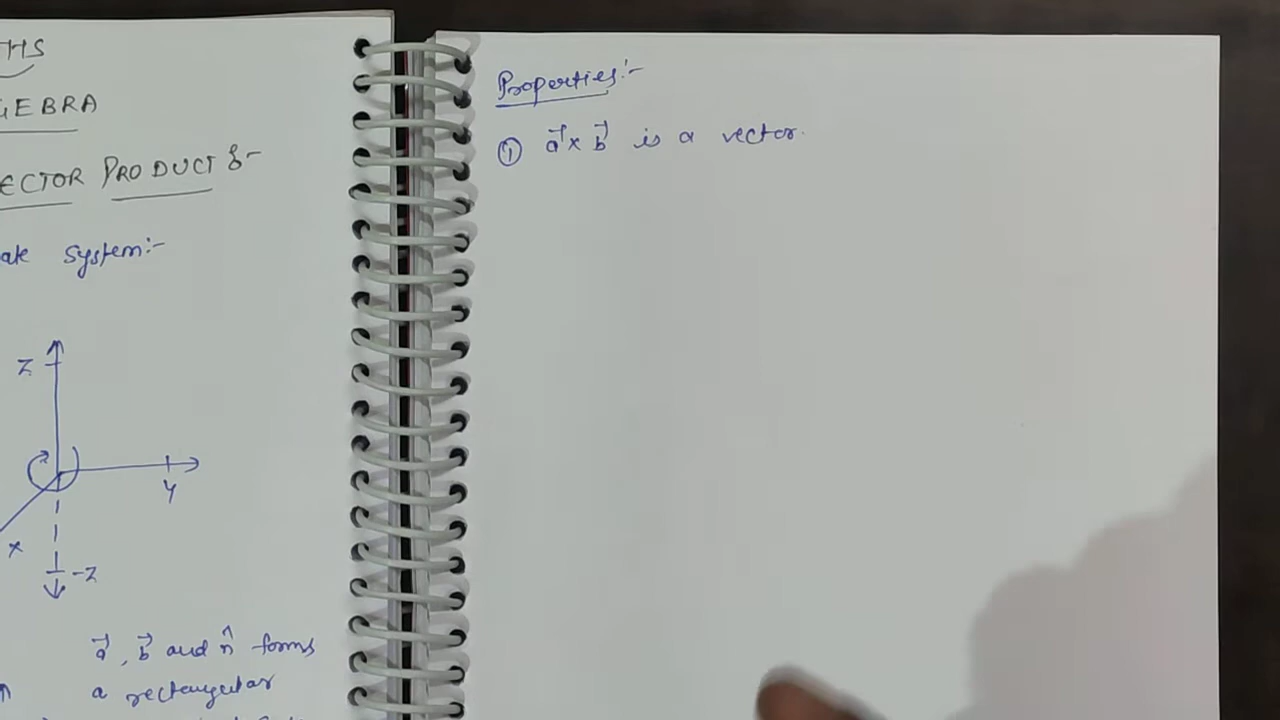 THS
GEBRA
ECTOR PRODUCT :-
ate system:-
Z
Y
X
-Z
a⃗, b⃗ and n̂ forms
a rectangular
Properties:-
① a⃗ × b⃗ is a vector.